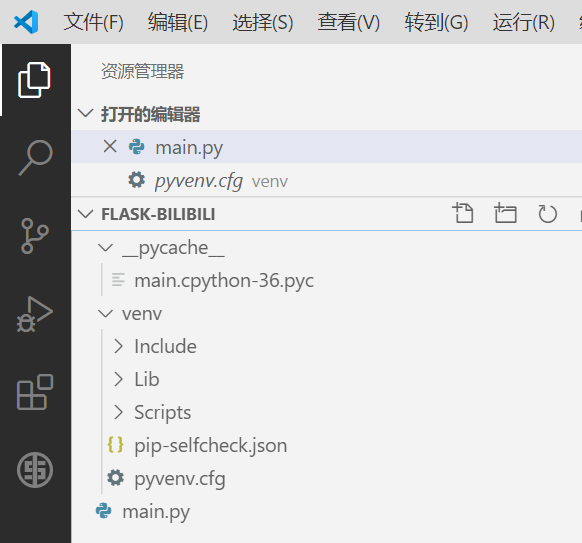 文件(F) 编辑(E) 选择(S) 查看(V) 转到(G) 运行(R)
资源管理器
打开的编辑器
main.py
pyvenv.cfg venv
FLASK-BILIBILI
__pycache__
main.cpython-36.pyc
venv
Include
Lib
Scripts
{} pip-selfcheck.json
pyvenv.cfg
main.py